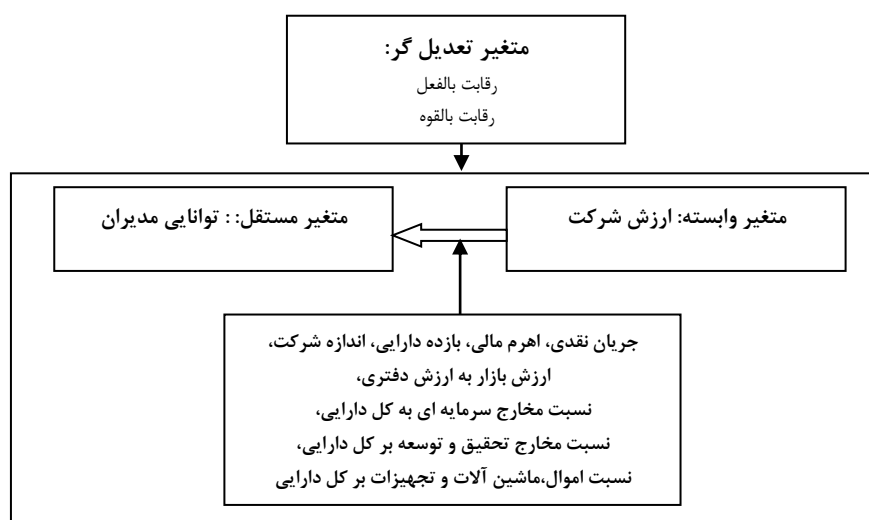 متغیر تعدیل گر:
رقابت بالفعل
رقابت بالقوه
متغیر وابسته: ارزش شرکت
متغیر مستقل: : توانایی مدیران
جریان نقدی، اهرم مالی، بازده دارایی، اندازه شرکت،
ارزش بازار به ارزش دفتری،
نسبت مخارج سرمایه ای به کل دارایی،
نسبت مخارج تحقیق و توسعه بر کل دارایی،
نسبت اموال،ماشین آلات و تجهیزات بر کل دارایی